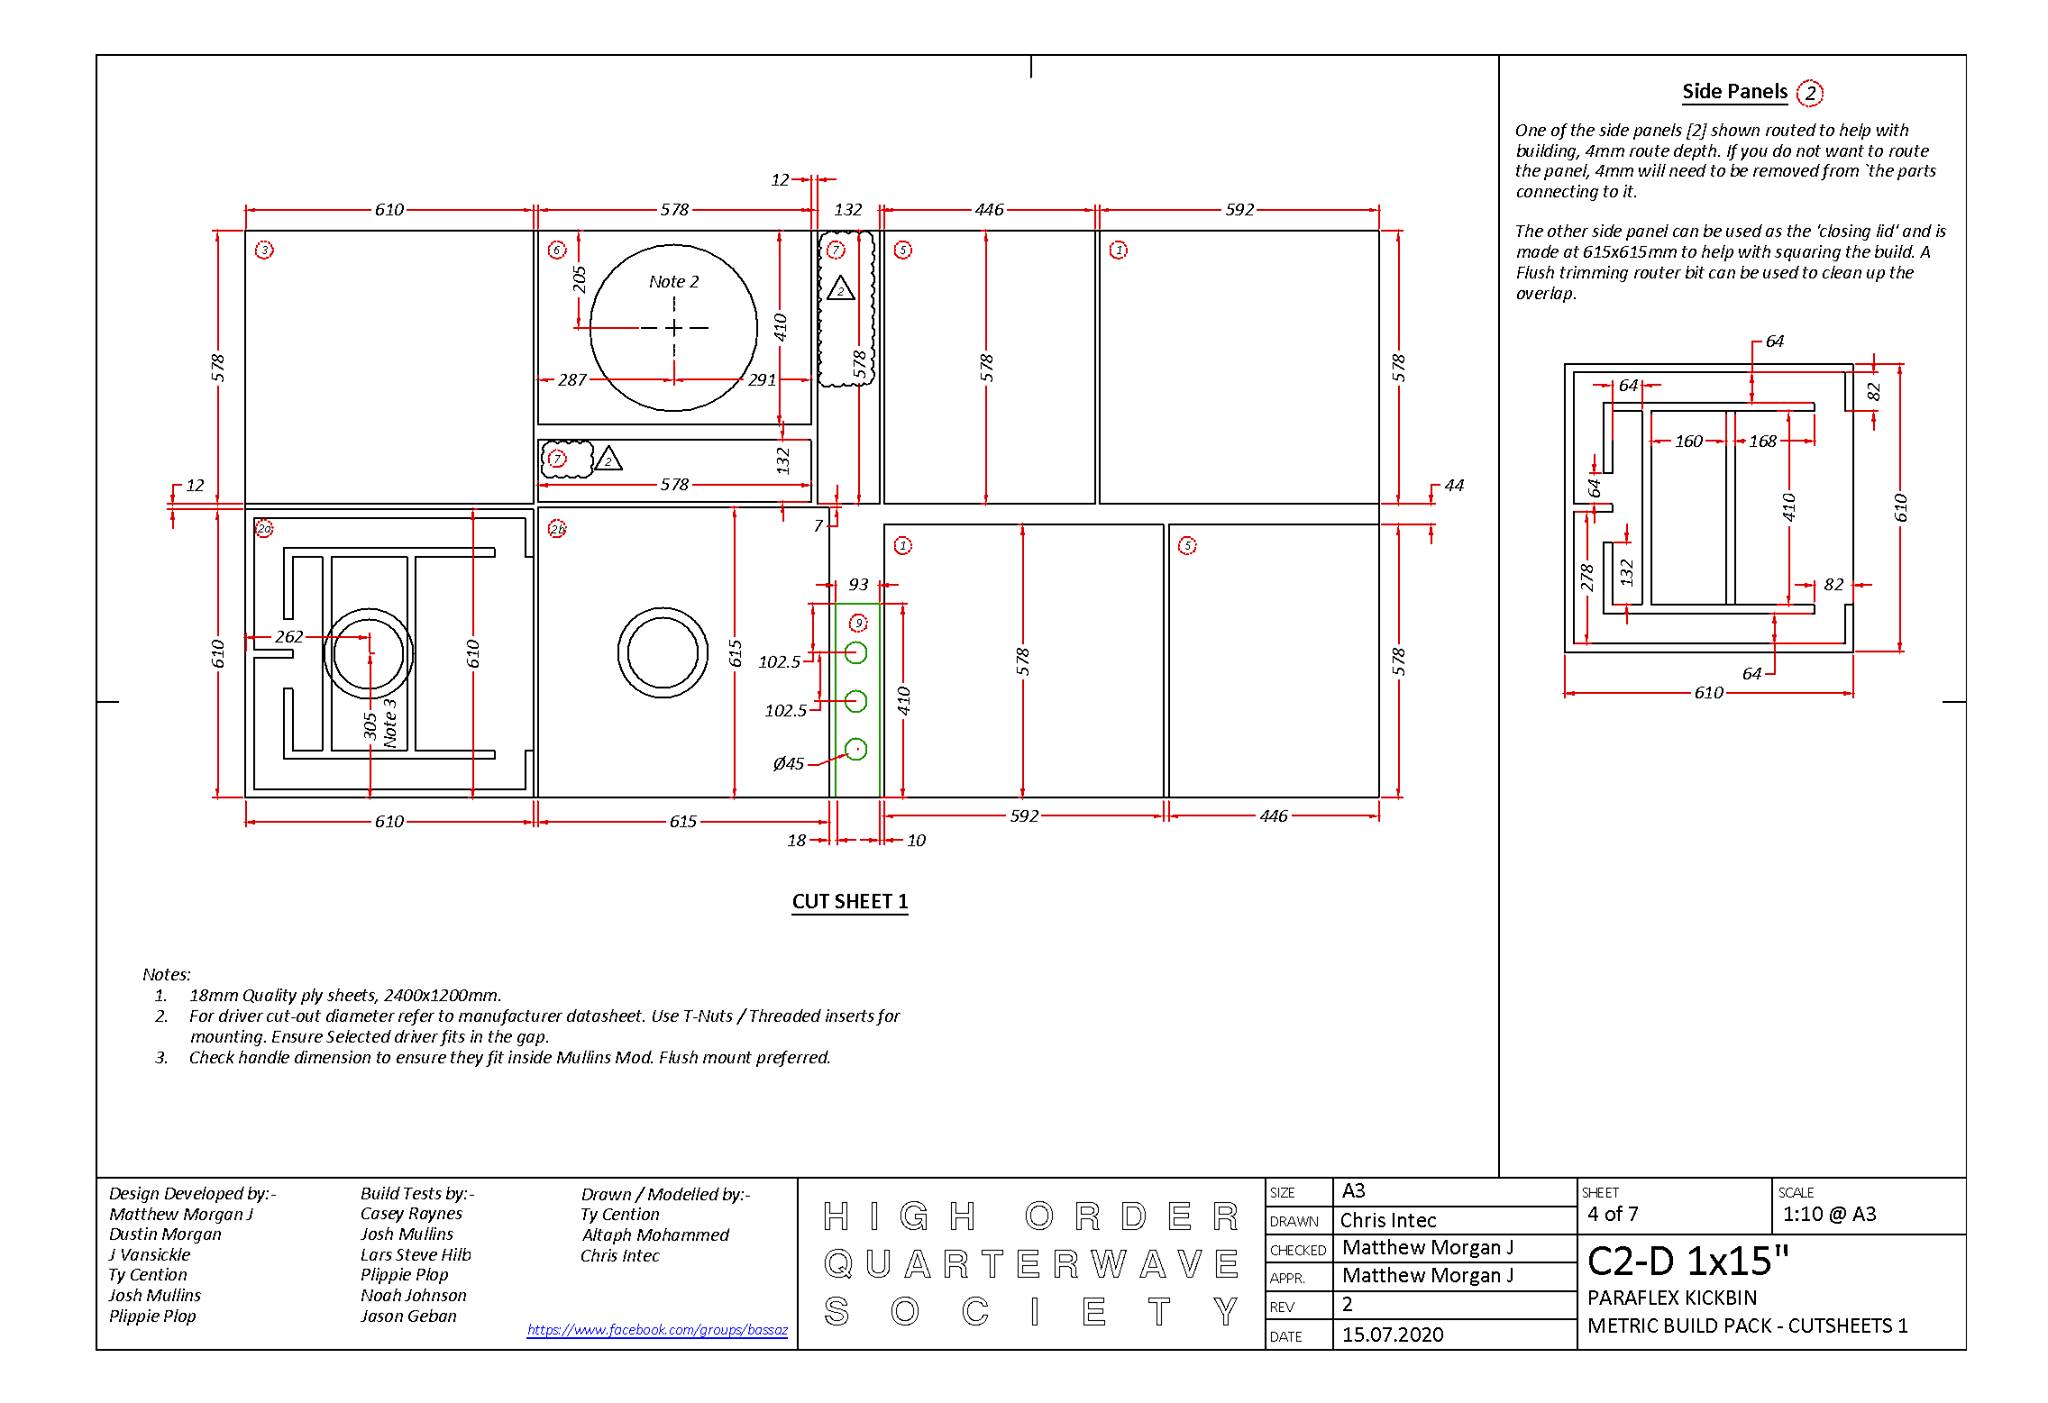 Side Panels 2
One of the side panels [2] shown routed to help with
building, 4mm route depth. If you do not want to route
the panel, 4mm will need to be removed from `the parts
connecting to it.
The other side panel can be used as the 'closing lid' and is
made at 615x615mm to help with squaring the build. A
Flush trimming router bit can be used to clean up the
overlap.
12
610 578 132 446 592
3 6 7 5 1
205
Note 2
2
410
578
578
578
578
287 291
7 2
132
578
12
44
7
2a 2b 1 5
93
9
262
610
610
615
102.5
578
578
410
305
Note 3
102.5
Ø45
610 615 592 446
18 10
64
64
82
160 168
64
410
610
278
132
82
64
610
CUT SHEET 1
Notes:
1. 18mm Quality ply sheets, 2400x1200mm.
2. For driver cut-out diameter refer to manufacturer datasheet. Use T-Nuts / Threaded inserts for
mounting. Ensure Selected driver fits in the gap.
3. Check handle dimension to ensure they fit inside Mullins Mod. Flush mount preferred.
Design Developed by:-
Matthew Morgan J
Dustin Morgan
J Vansickle
Ty Cention
Josh Mullins
Plippie Plop
Build Tests by:-
Casey Raynes
Josh Mullins
Lars Steve Hilb
Plippie Plop
Noah Johnson
Jason Geban
Drawn / Modelled by:-
Ty Cention
Altaph Mohammed
Chris Intec
https://www.facebook.com/groups/bassaz
HIGH ORDER
QUARTERWAVE
SOCIETY
SIZE A3
DRAWN Chris Intec
CHECKED Matthew Morgan J
APPR. Matthew Morgan J
REV 2
DATE 15.07.2020
SHEET
4 of 7
SCALE
1:10 @ A3
C2-D 1x15"
PARAFLEX KICKBIN
METRIC BUILD PACK - CUTSHEETS 1